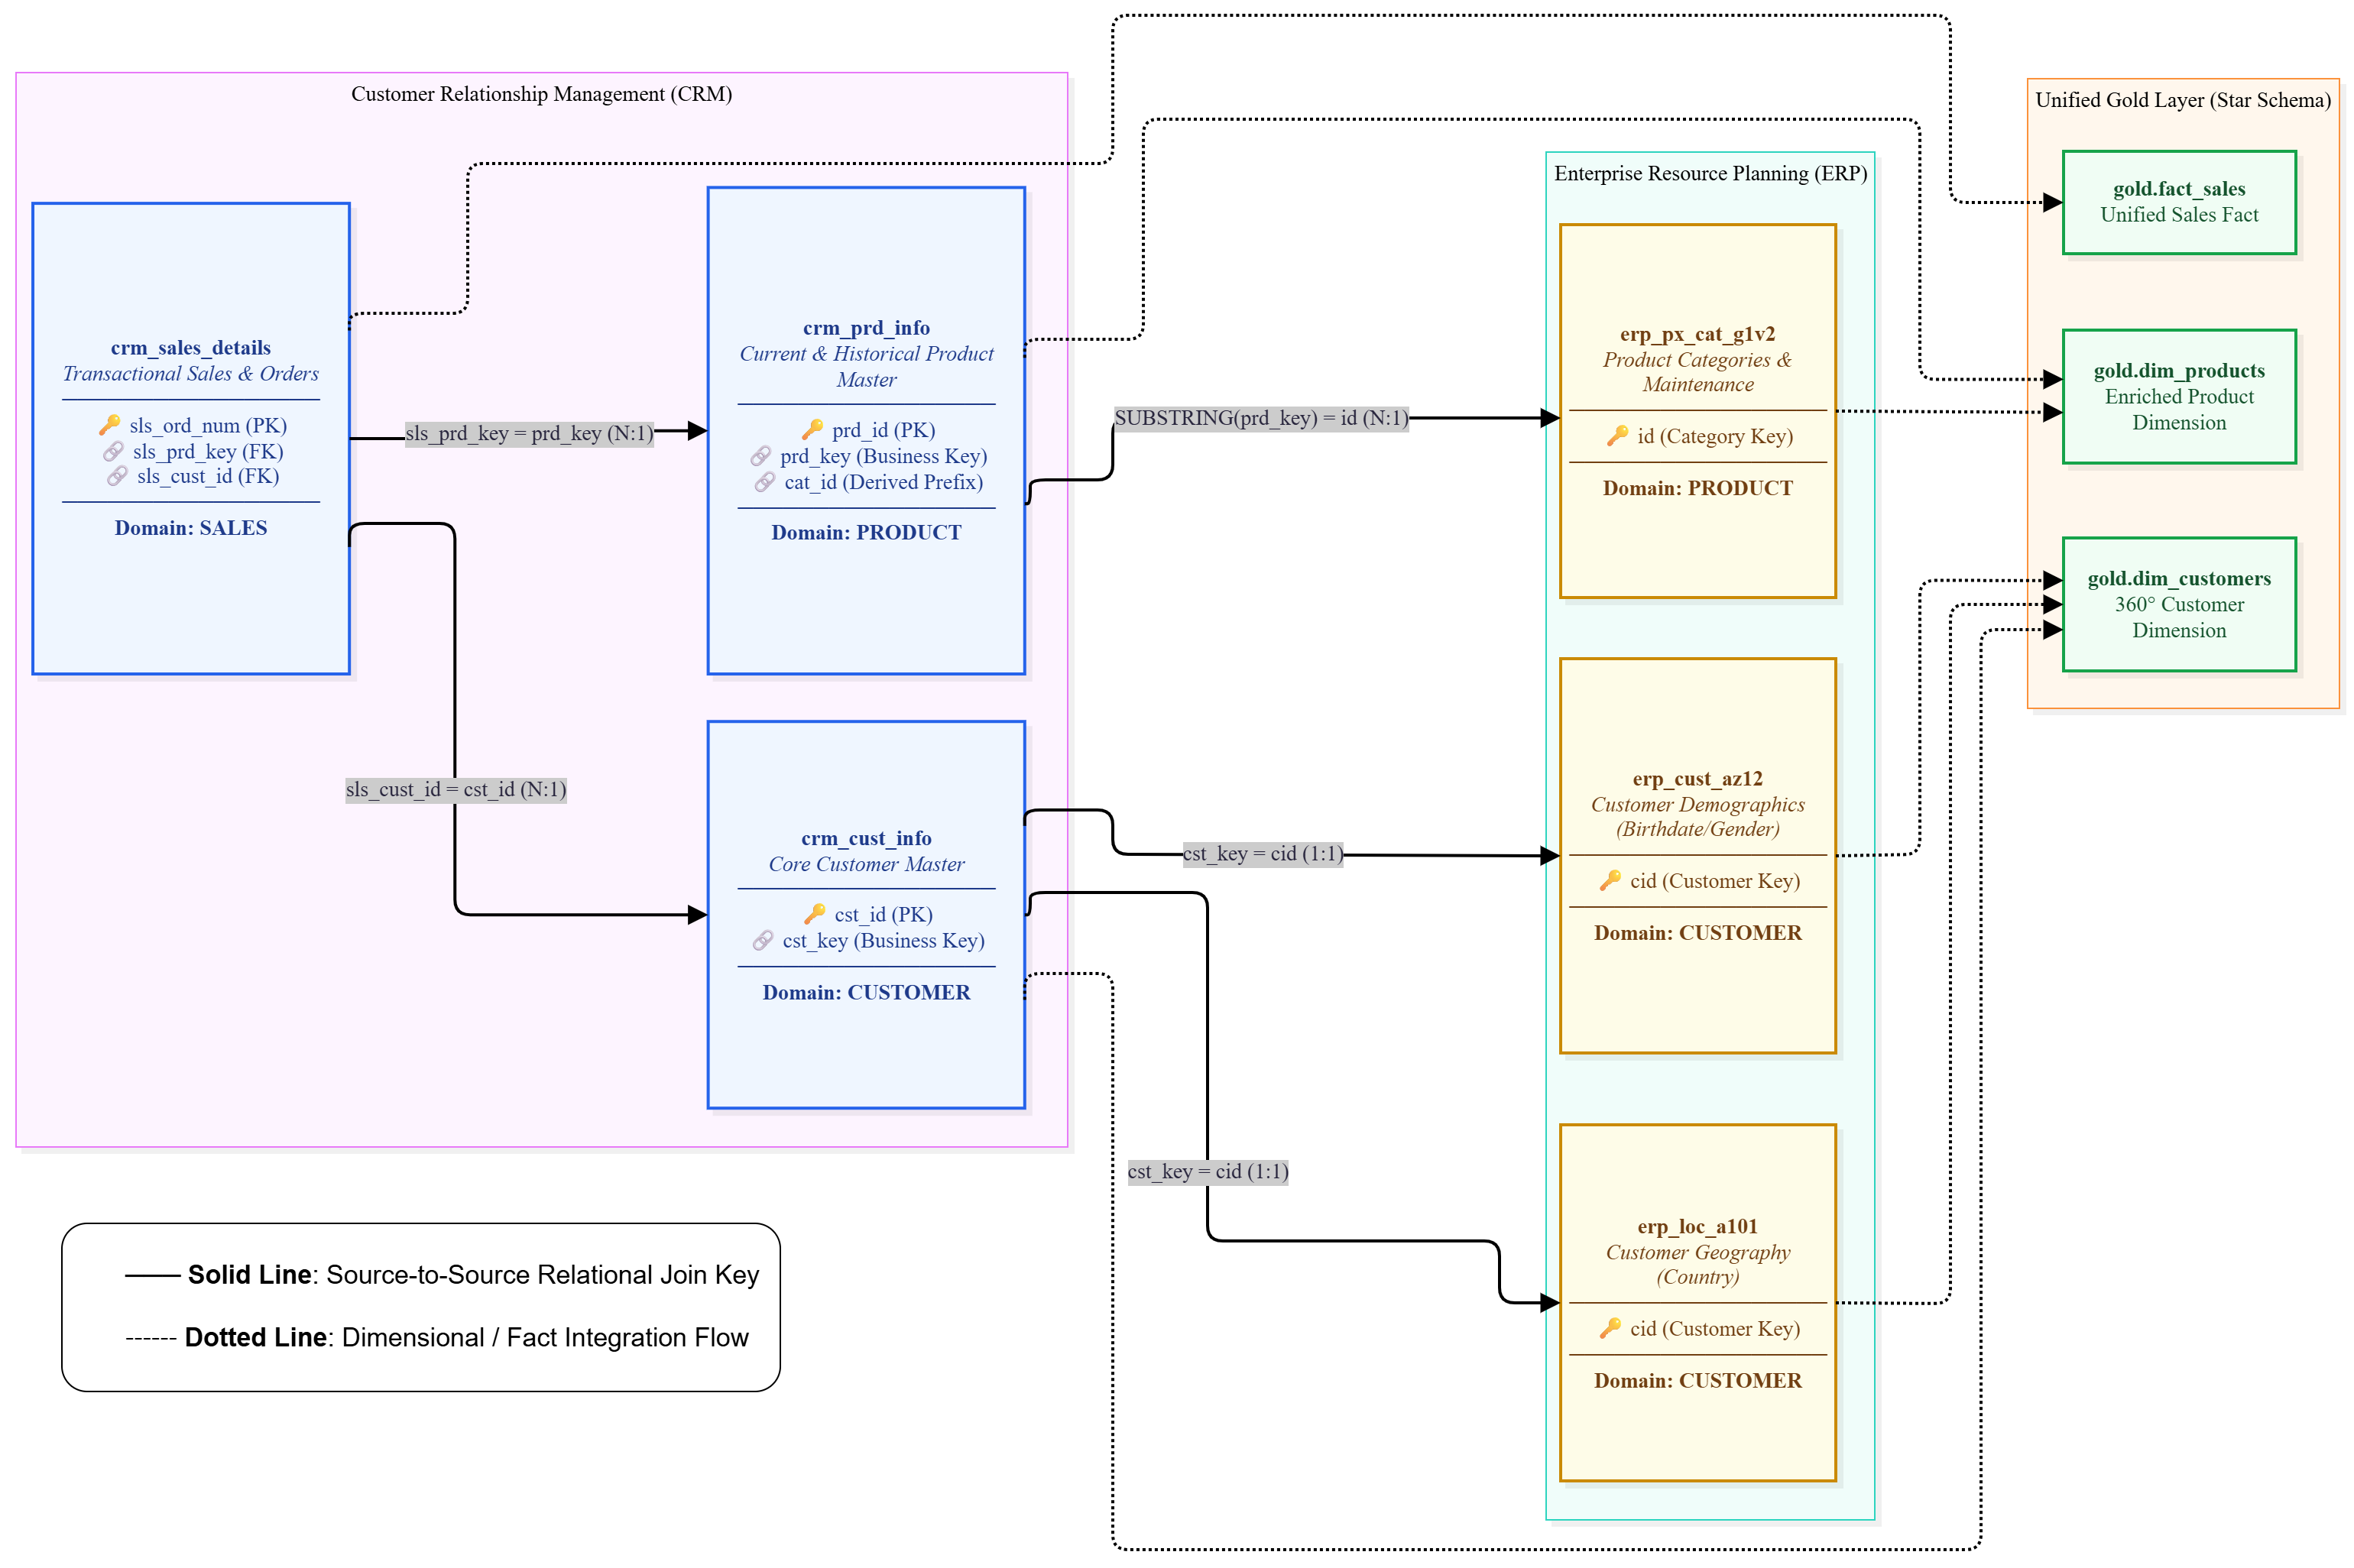 Customer Relationship Management (CRM)
crm_sales_details
Transactional Sales & Orders
🔑 sls_ord_num (PK)
🔗 sls_prd_key (FK)
🔗 sls_cust_id (FK)
Domain: SALES
sls_prd_key = prd_key (N:1)
sls_cust_id = cst_id (N:1)
crm_prd_info
Current & Historical Product
Master
🔑 prd_id (PK)
🔗 prd_key (Business Key)
🔗 cat_id (Derived Prefix)
Domain: PRODUCT
crm_cust_info
Core Customer Master
🔑 cst_id (PK)
🔗 cst_key (Business Key)
Domain: CUSTOMER
SUBSTRING(prd_key) = id (N:1)
cst_key = cid (1:1)
cst_key = cid (1:1)
Enterprise Resource Planning (ERP)
erp_px_cat_g1v2
Product Categories &
Maintenance
🔑 id (Category Key)
Domain: PRODUCT
erp_cust_az12
Customer Demographics
(Birthdate/Gender)
🔑 cid (Customer Key)
Domain: CUSTOMER
erp_loc_a101
Customer Geography
(Country)
🔑 cid (Customer Key)
Domain: CUSTOMER
Unified Gold Layer (Star Schema)
gold.fact_sales
Unified Sales Fact
gold.dim_products
Enriched Product
Dimension
gold.dim_customers
360° Customer
Dimension
——— Solid Line: Source-to-Source Relational Join Key
------ Dotted Line: Dimensional / Fact Integration Flow